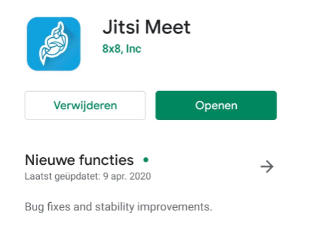 Jitsi Meet
8x8, Inc
Verwijderen
Openen
Nieuwe functies
Laatst geüpdatet: 9 apr. 2020
Bug fixes and stability improvements.